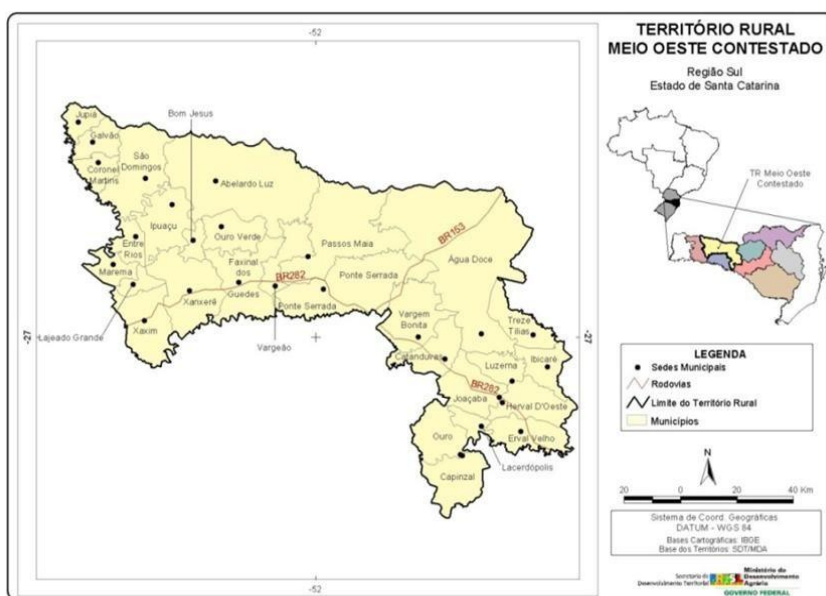 TERRITÓRIO RURAL
MEIO OESTE CONTESTADO
Região Sul
Estado de Santa Catarina
-52
Jupiá
Bom Jesus
Galvão
São
Domingos
Coronel
Martins
Abelardo Luz
Ipuaçu
Ouro Verde
Entre
Rios
Passos Maia
BR153
Marema
Faxinal
dos
Guedes
BR282
Ponte Serrada
Água Doce
Xanxerê
Ponte Serrada
-27
Lajeado Grande
Xaxim
Vargeão
Vargem
Bonita
Treze
Tílias
-27
Catanduvas
Ibicaré
Luzerna
BR282
Joaçaba
Herval D'Oeste
Ouro
Erval Velho
Lacerdópolis
Capinzal
-52
TR Meio Oeste
Contestado
LEGENDA
Sedes Municipais
Rodovias
Limite do Território Rural
Municípios
N
20 0 20 40 Km
Sistema de Coord. Geográficas
DATUM - WGS 84
Bases Cartográficas: IBGE
Base dos Territórios: SDT/MDA
Secretaria de
Desenvolvimento Territorial
BRASIL
Ministério do
Desenvolvimento
Agrário
GOVERNO FEDERAL